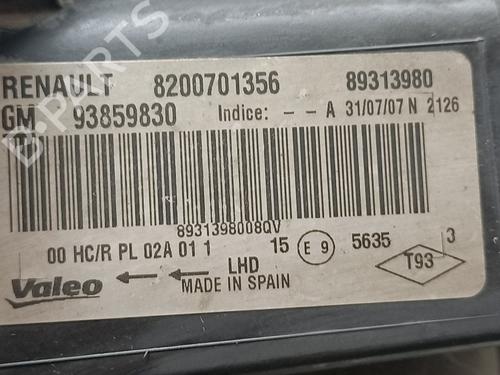 RENAULT 8200701356 89313980
GM 93859830 Indice: - - A 31/07/07 N 2126
8931398008QV
00 HC/R PL 02A 01 1 15 E 9 5635 3
Valeo LHD T93
MADE IN SPAIN
B-PARTS